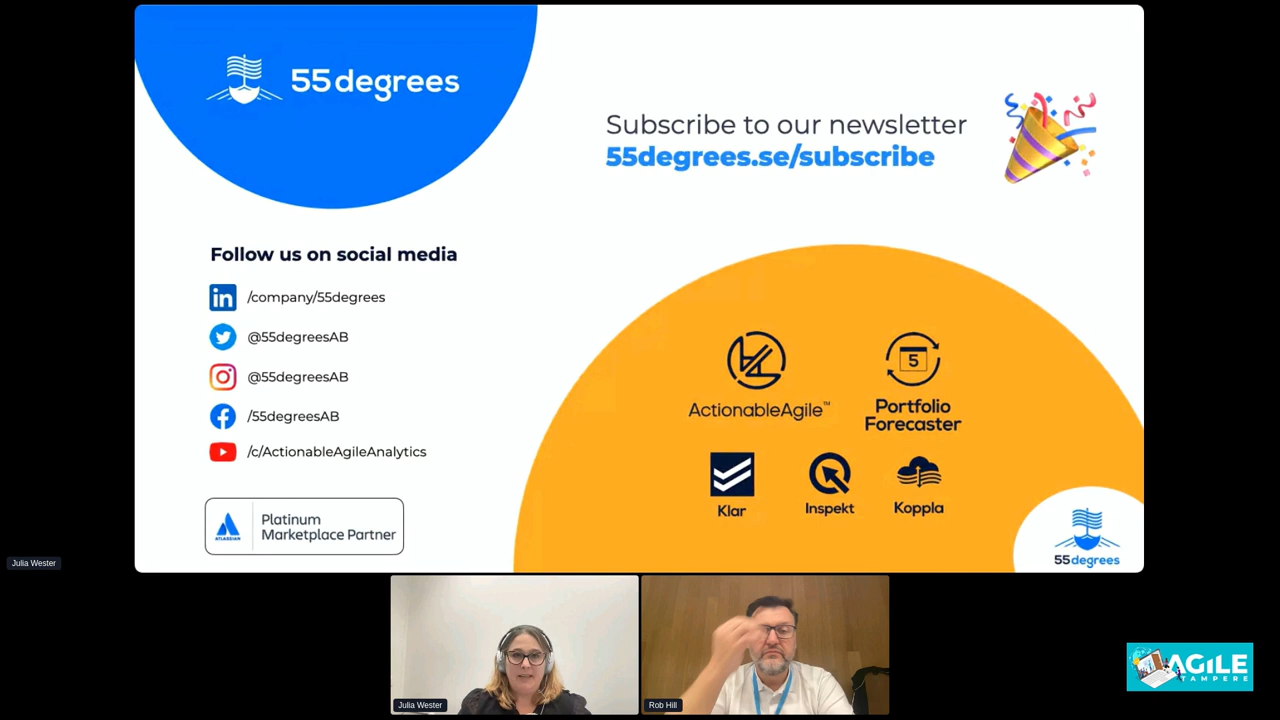 55 degrees
Subscribe to our newsletter
55degrees.se/subscribe
Follow us on social media
/company/55degrees
@55degreesAB
@55degreesAB
/55degreesAB
/c/ActionableAgileAnalytics
ATLASSIAN
Platinum
Marketplace Partner
ActionableAgile™
5
Portfolio
Forecaster
Klar
Inspekt
Koppla
55degrees
Julia Wester
Julia Wester
Rob Hill
AGILE
TAMPERE